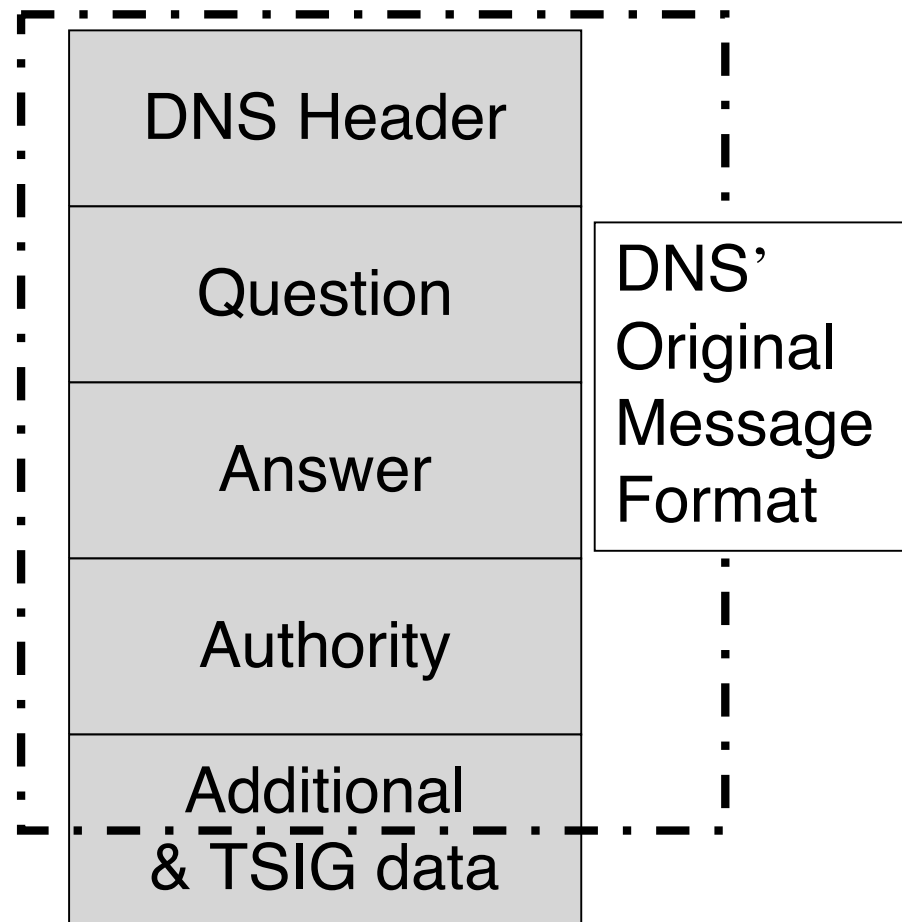 DNS Header
Question
DNS’
Original
Message
Format
Answer
Authority
Additional
& TSIG data